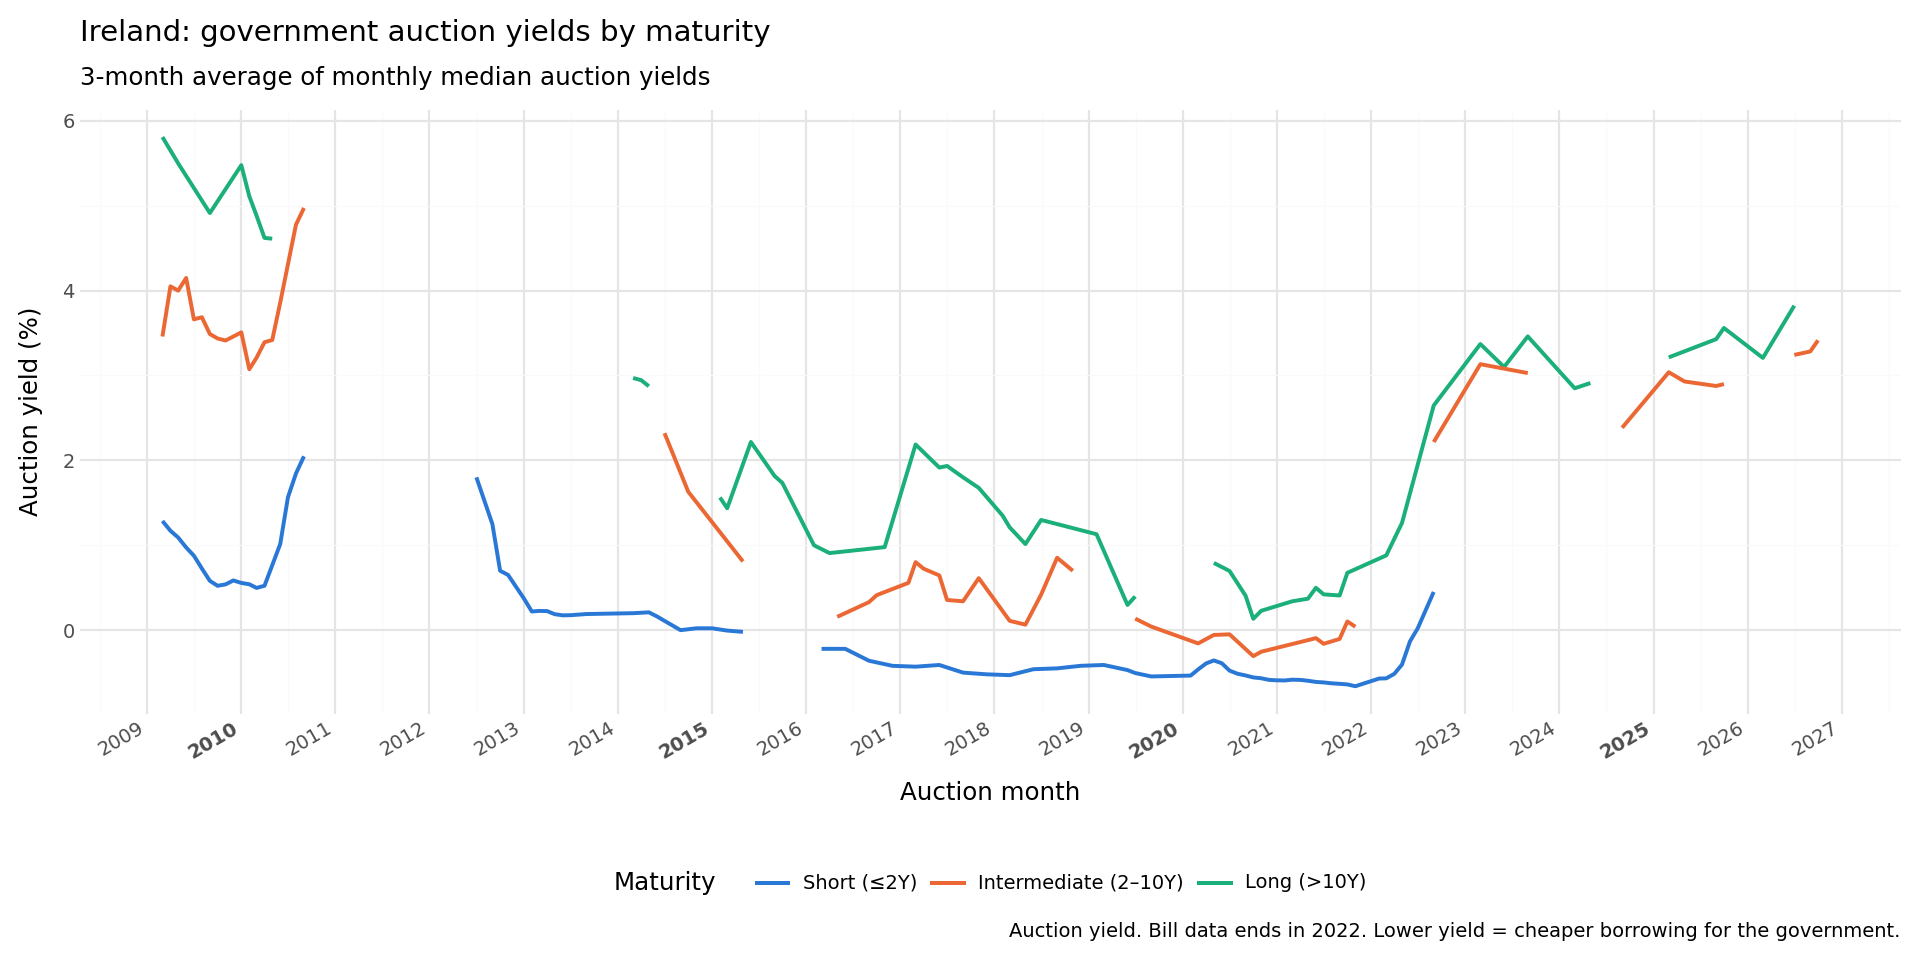 Ireland: government auction yields by maturity
3-month average of monthly median auction yields
Auction yield (%)
6
4
2
0
2009 2010 2011 2012 2013 2014 2015 2016 2017 2018 2019 2020 2021 2022 2023 2024 2025 2026 2027
Auction month
Maturity Short (≤2Y) Intermediate (2–10Y) Long (>10Y)
Auction yield. Bill data ends in 2022. Lower yield = cheaper borrowing for the government.